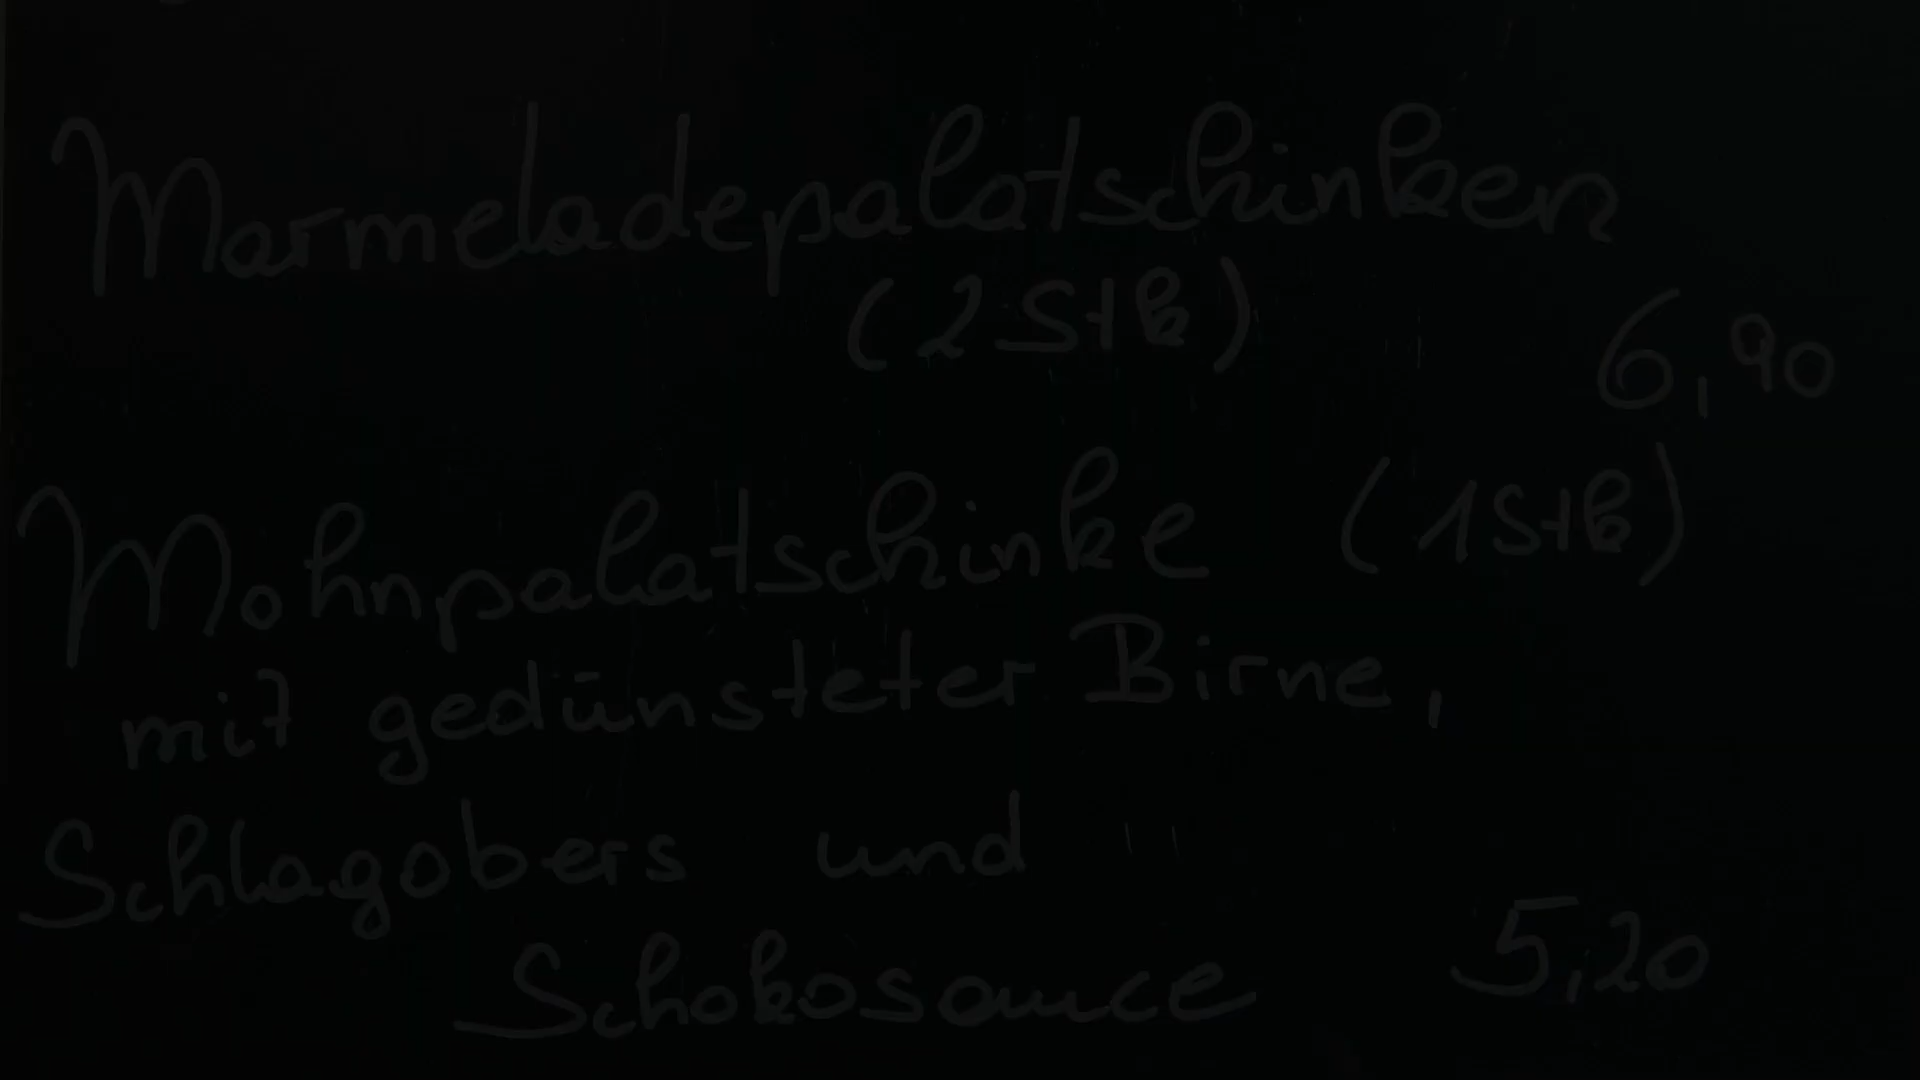 Marmeladepalatschinken
(2 Stk) 6,90
Mohnpalatschinke (1 Stk)
mit gedünsteter Birne,
Schlagobers und
Schokosauce 5,20